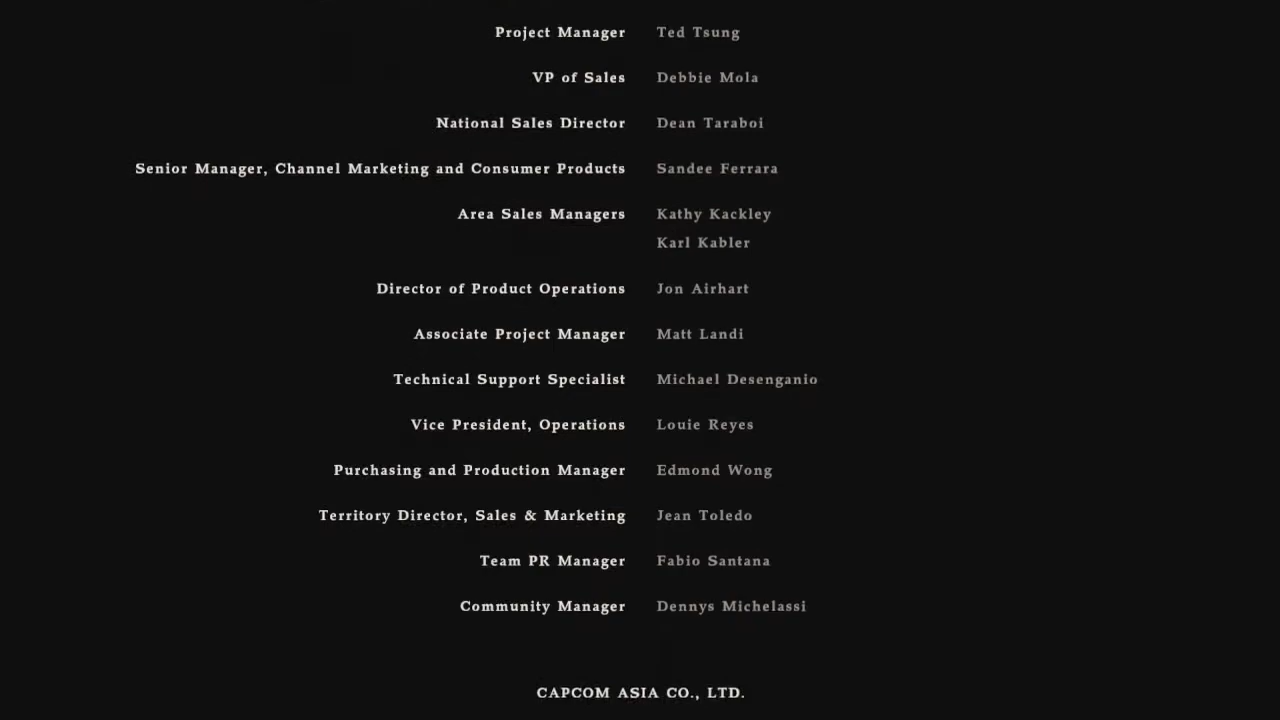 Project Manager Ted Tsung
VP of Sales Debbie Mola
National Sales Director Dean Taraboi
Senior Manager, Channel Marketing and Consumer Products Sandee Ferrara
Area Sales Managers Kathy Kackley
Karl Kabler
Director of Product Operations Jon Airhart
Associate Project Manager Matt Landi
Technical Support Specialist Michael Desenganio
Vice President, Operations Louie Reyes
Purchasing and Production Manager Edmond Wong
Territory Director, Sales & Marketing Jean Toledo
Team PR Manager Fabio Santana
Community Manager Dennys Michelassi
CAPCOM ASIA CO., LTD.